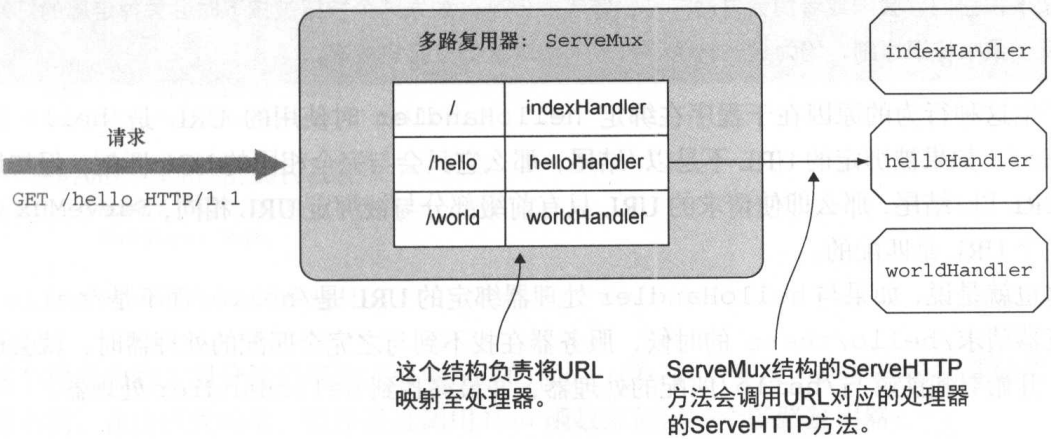 多路复用器: ServeMux
/ indexHandler
/hello helloHandler
/world worldHandler
请求
GET /hello HTTP/1.1
indexHandler
helloHandler
worldHandler
这个结构负责将URL
映射至处理器。
ServeMux结构的ServeHTTP
方法会调用URL对应的处理器
的ServeHTTP方法。